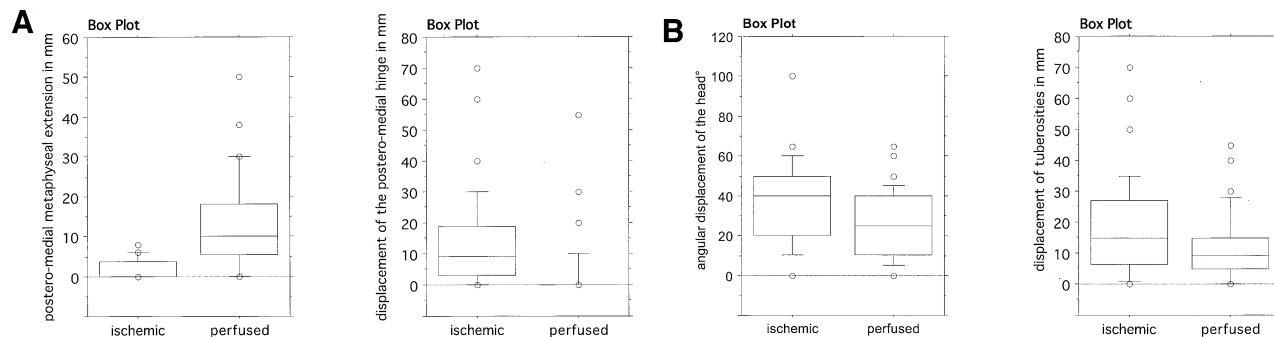 A
Box Plot
postero-medial metaphyseal extension in mm
60
50
40
30
20
10
0
ischemic
perfused
Box Plot
displacement of the postero-medial hinge in mm
80
70
60
50
40
30
20
10
0
ischemic
perfused
B
Box Plot
angular displacement of the head°
120
100
80
60
40
20
0
ischemic
perfused
Box Plot
displacement of tuberosities in mm
80
70
60
50
40
30
20
10
0
ischemic
perfused